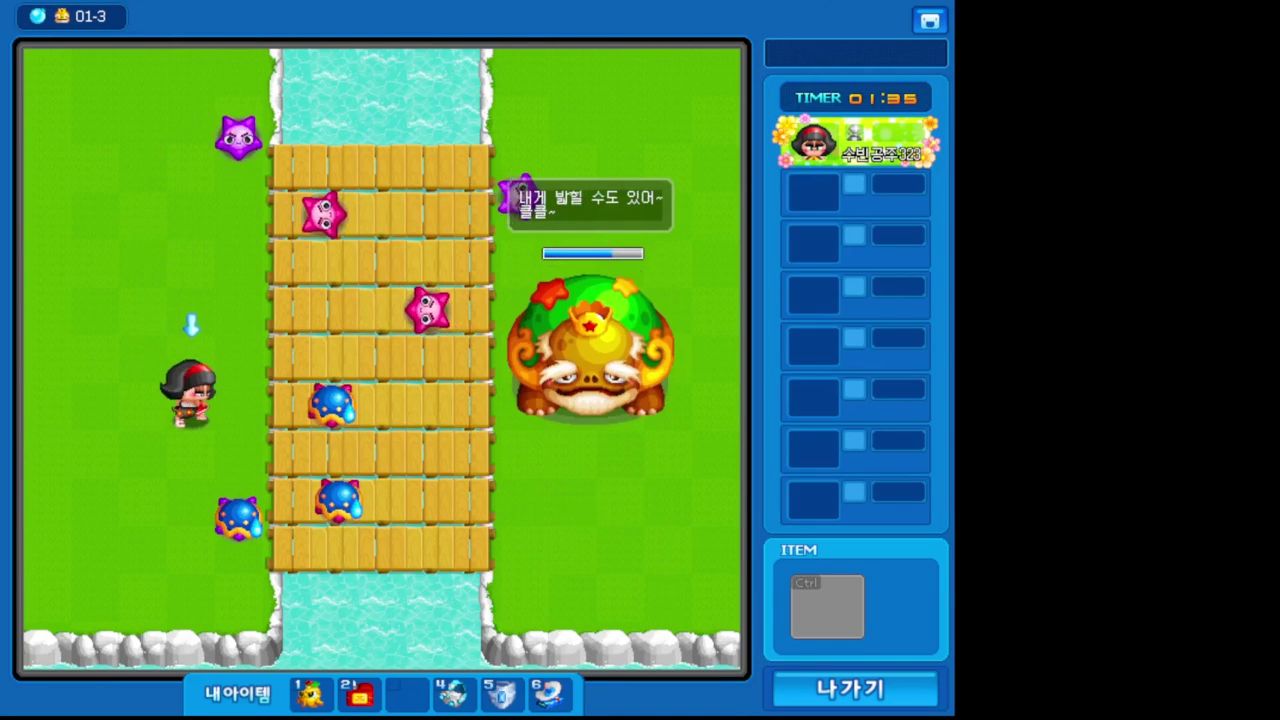 01-3
TIMER 01:35
수빈공주323
내게 밟힐 수도 있어~
클클~
ITEM
Ctrl
내아이템
1
2
4
5
6
나가기